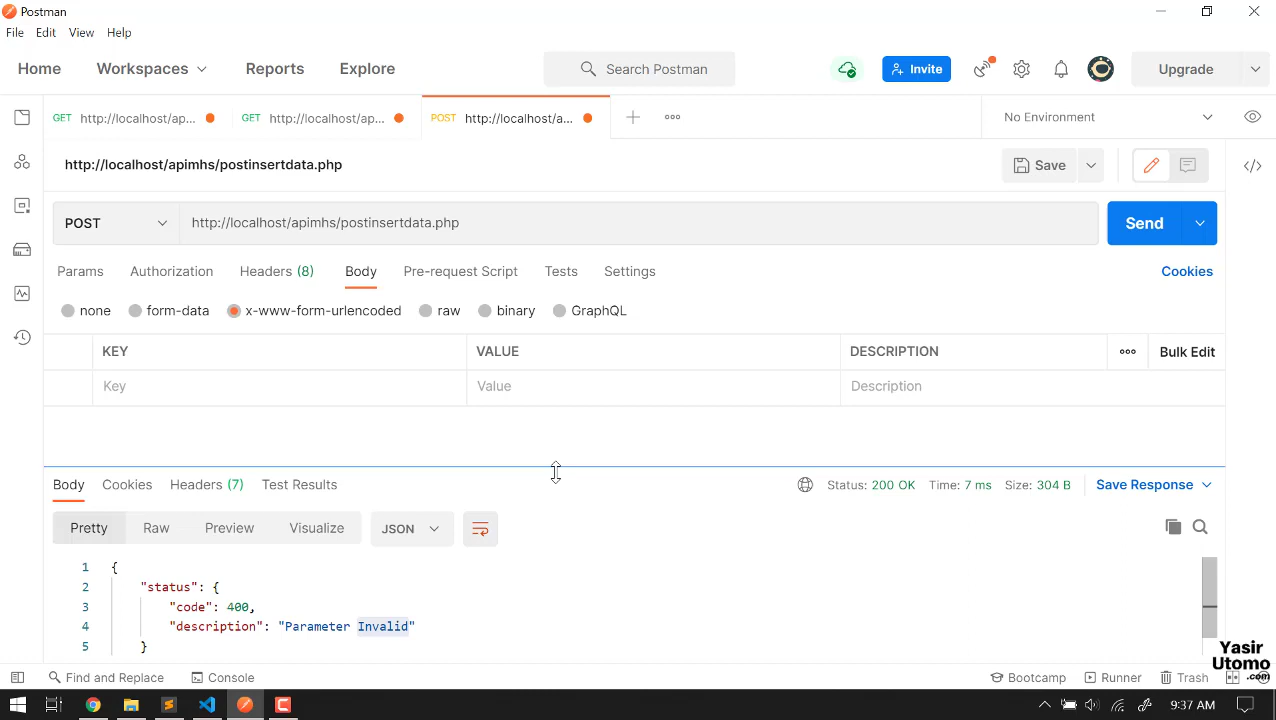 Postman
File Edit View Help
Home Workspaces Reports Explore Search Postman Invite Upgrade
GET http://localhost/ap... GET http://localhost/ap... POST http://localhost/a... No Environment
http://localhost/apimhs/postinsertdata.php Save
POST http://localhost/apimhs/postinsertdata.php Send
Params Authorization Headers (8) Body Pre-request Script Tests Settings Cookies
none form-data x-www-form-urlencoded raw binary GraphQL
KEY VALUE DESCRIPTION Bulk Edit
Key Value Description
Body Cookies Headers (7) Test Results Status: 200 OK Time: 7 ms Size: 304 B Save Response
Pretty Raw Preview Visualize JSON
1 {
2 "status": {
3 "code": 400,
4 "description": "Parameter Invalid"
5 }
Yasir
Utomo
.com
Find and Replace Console Bootcamp Runner Trash
9:37 AM